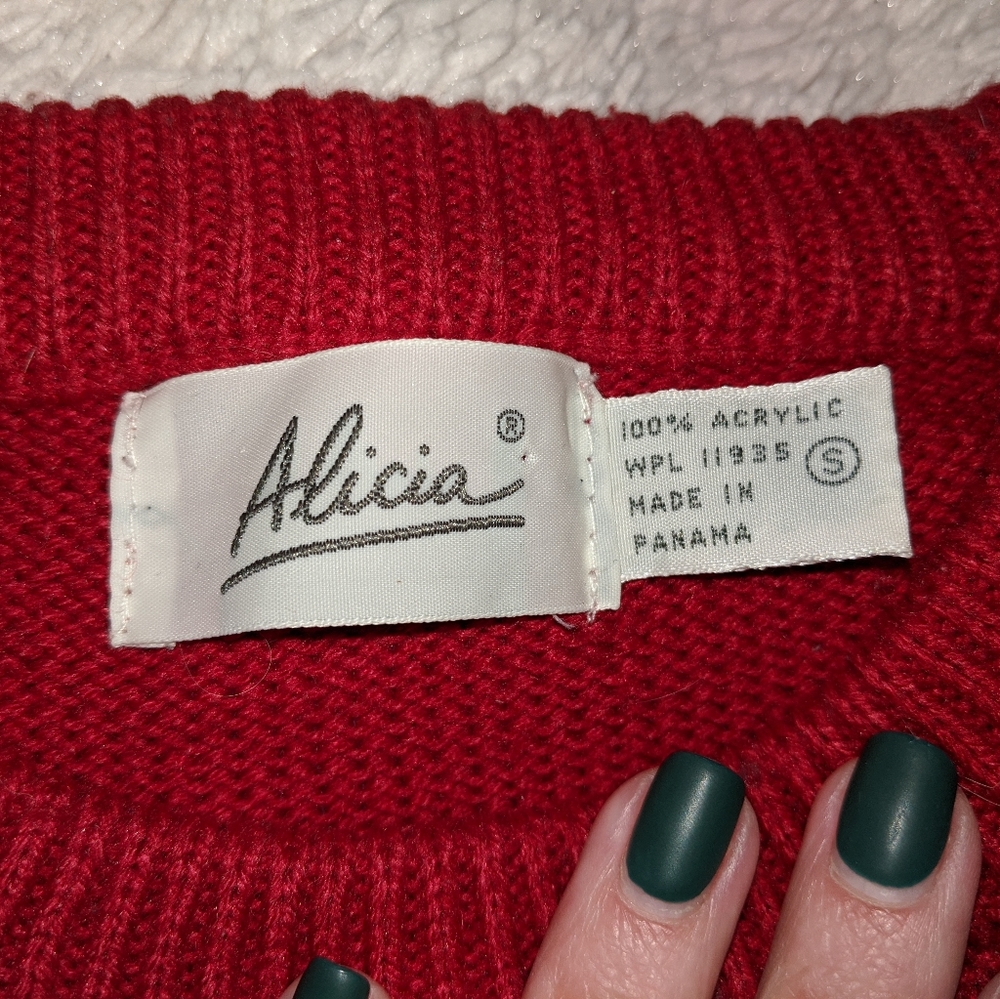 Alicia ®
100% ACRYLIC
WPL 11935 S
MADE IN
PANAMA